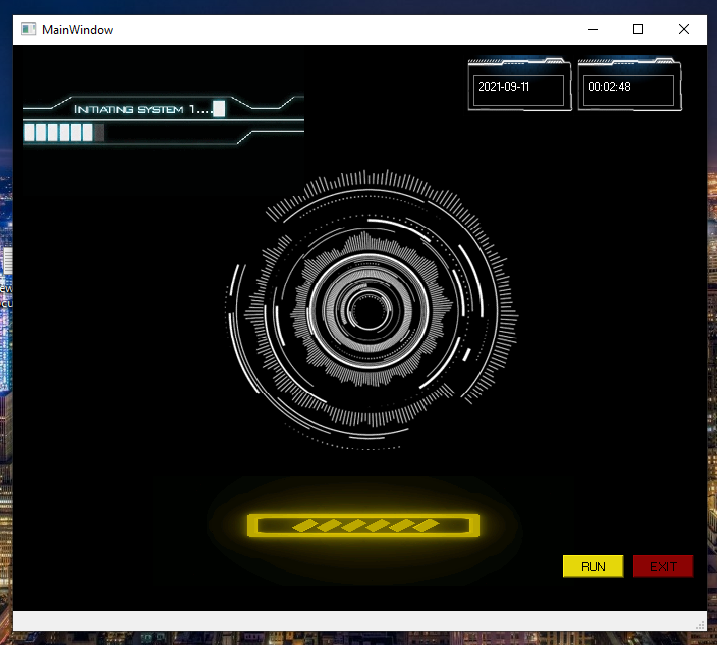 MainWindow
2021-09-11
00:02:48
INITIATING SYSTEM 1....
RUN
EXIT